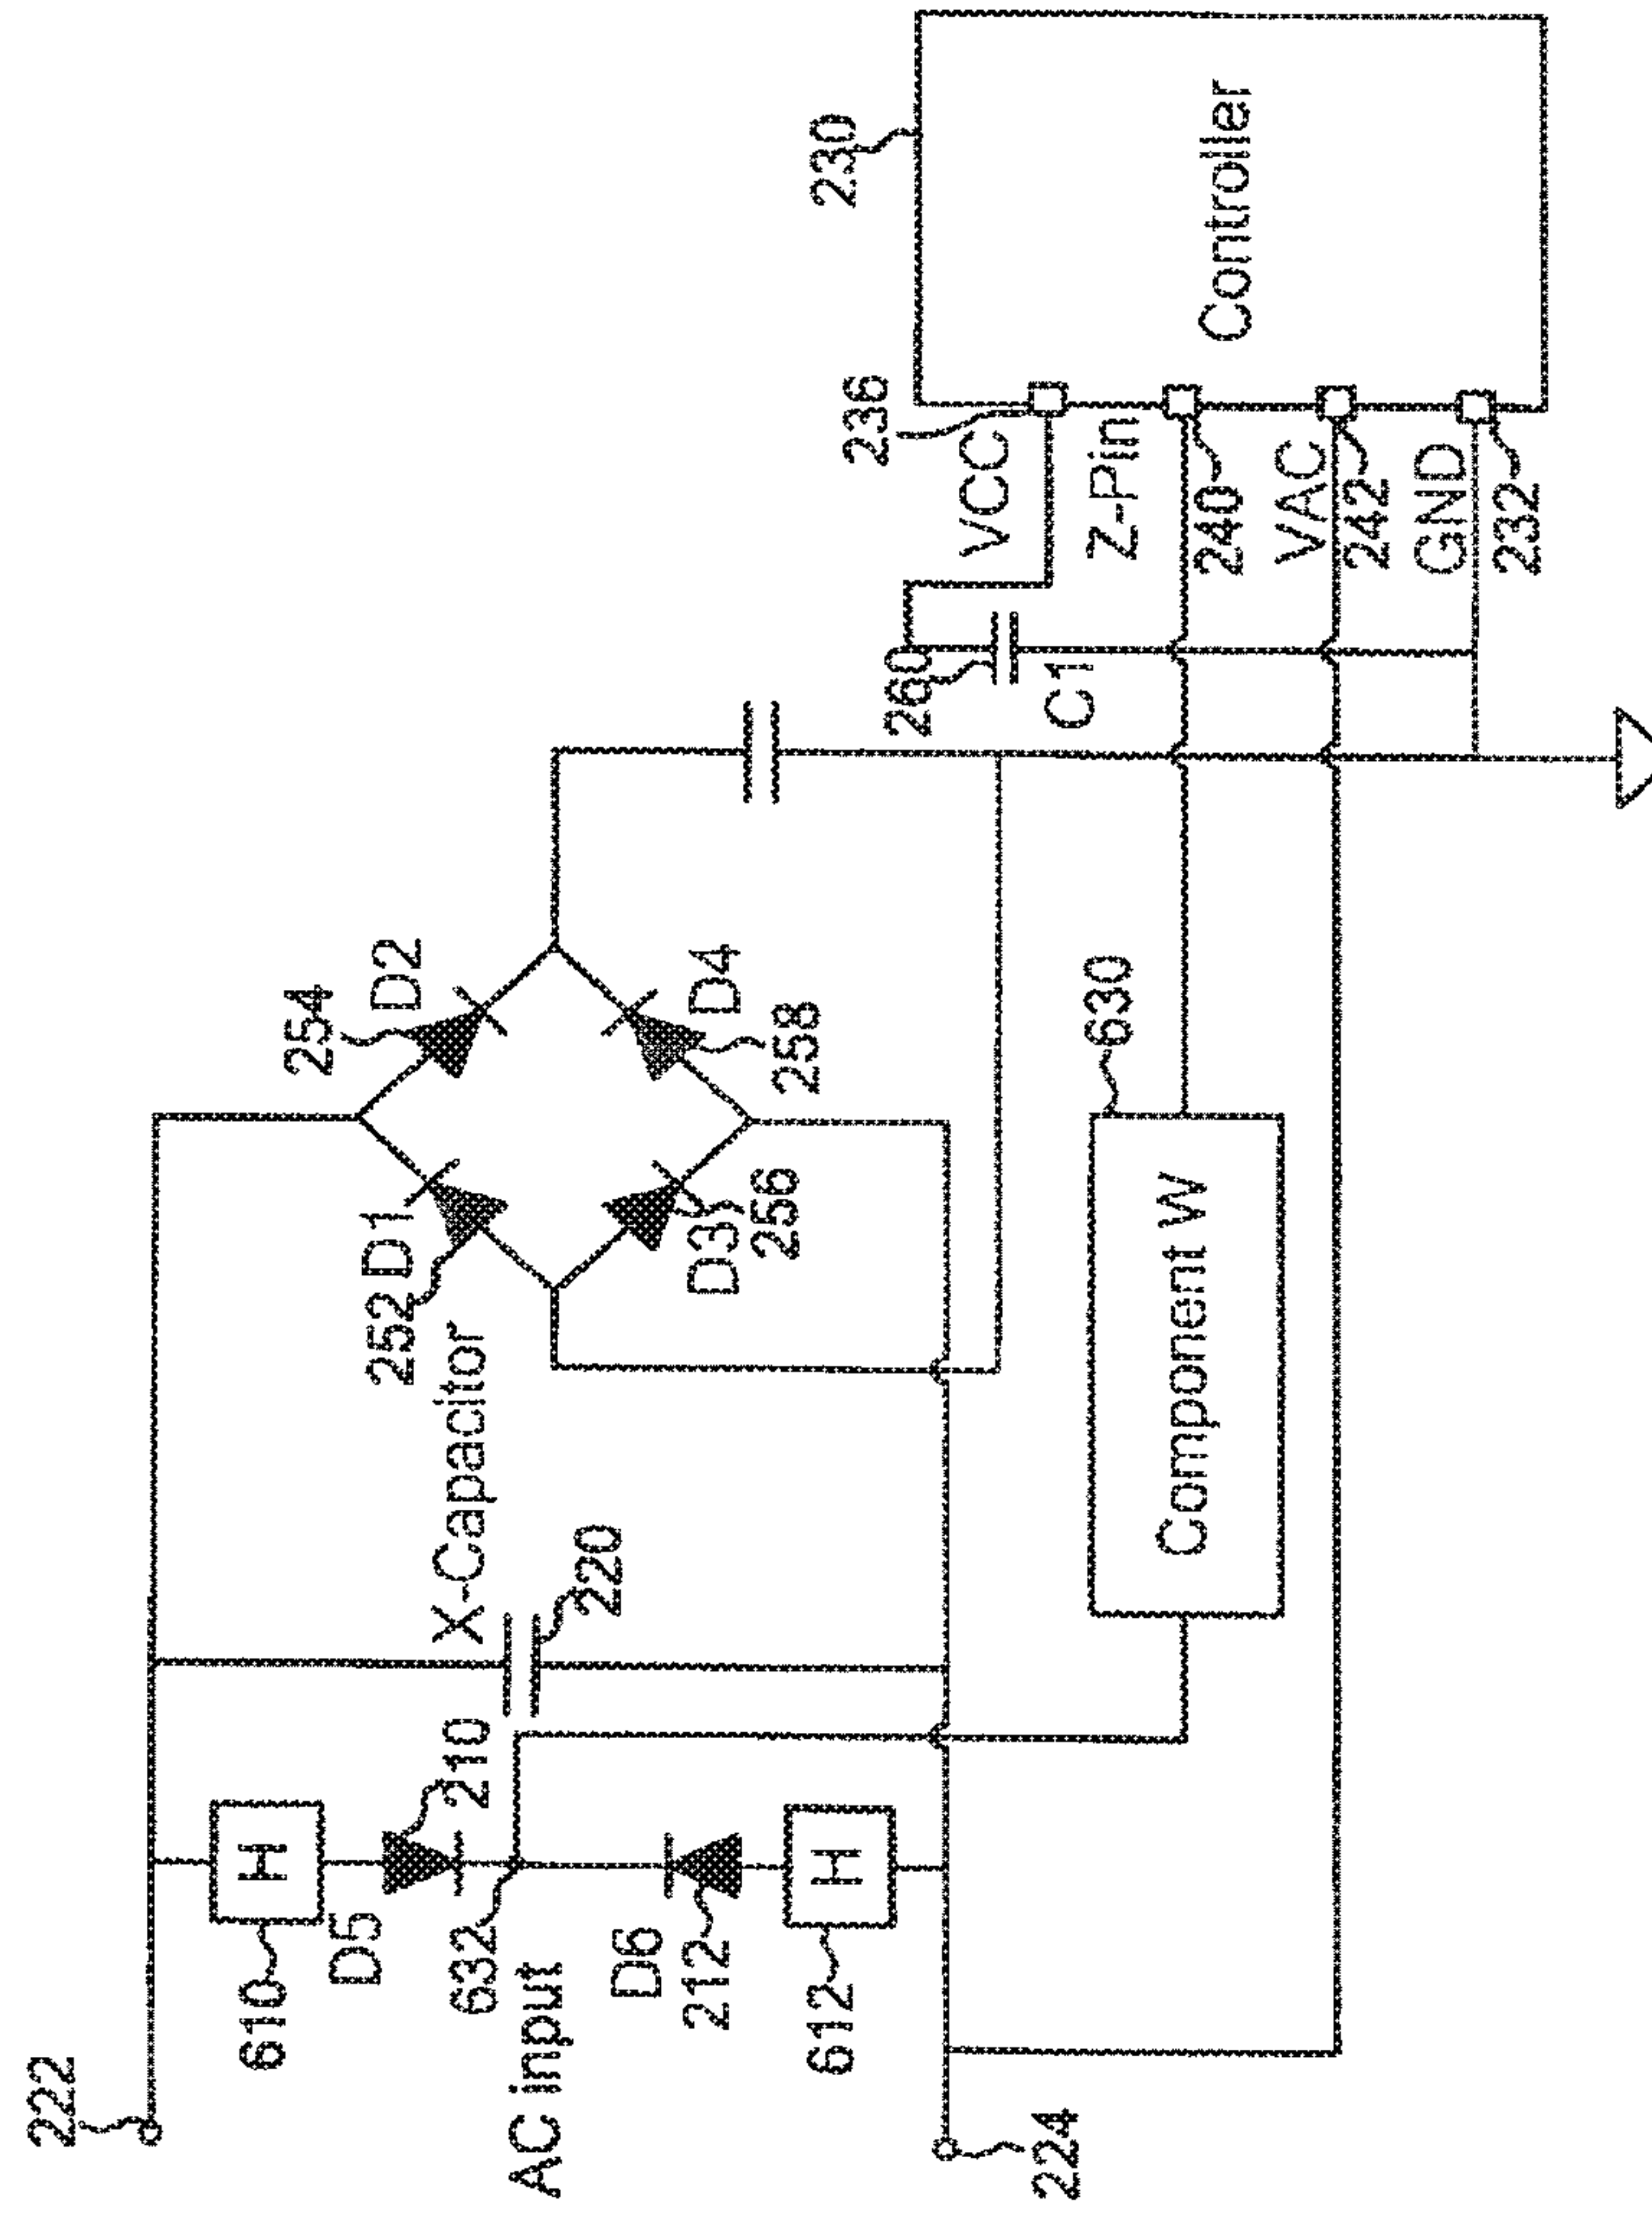 222
610
H
D5
210
632
AC input
D6
212
H
612
224
X-Capacitor
220
252
D1
254
D2
D3
256
D4
258
Component W
630
260
C1
236
VCC
Z-Pin
240
VAC
242
GND
232
230
Controller